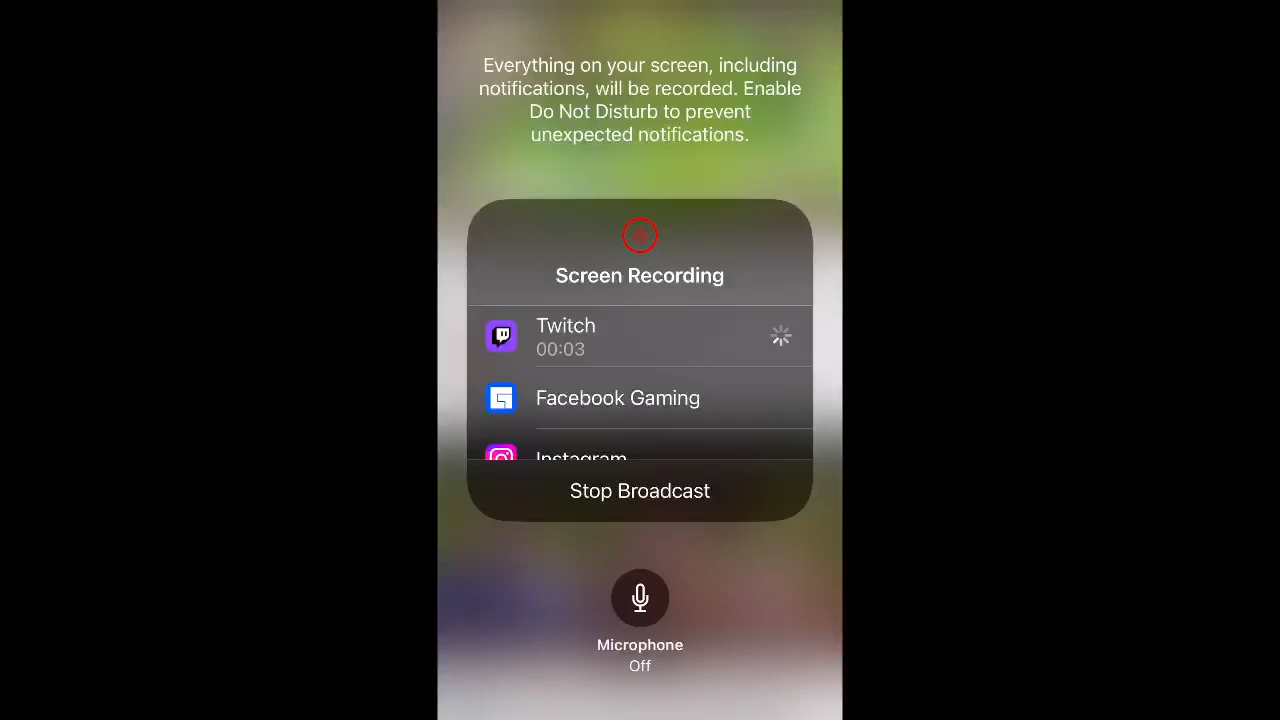 Everything on your screen, including
notifications, will be recorded. Enable
Do Not Disturb to prevent
unexpected notifications.
Screen Recording
Twitch
00:03
Facebook Gaming
Instagram
Stop Broadcast
Microphone
Off